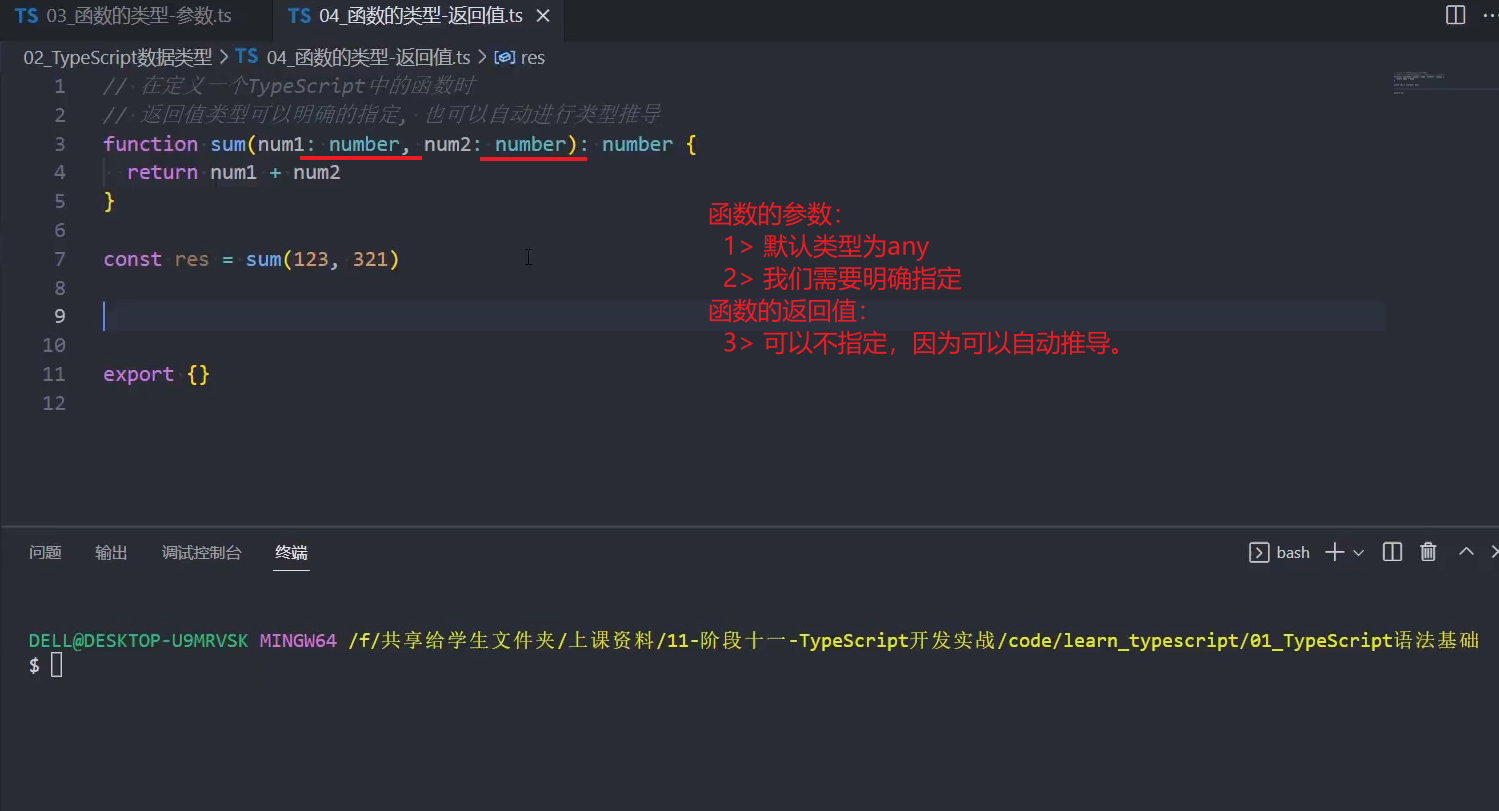 TS 03_函数的类型-参数.ts TS 04_函数的类型-返回值.ts
02_TypeScript数据类型 > TS 04_函数的类型-返回值.ts > res
1 // 在定义一个TypeScript中的函数时
2 // 返回值类型可以明确的指定, 也可以自动进行类型推导
3 function sum(num1: number, num2: number): number {
4 return num1 + num2
5 }
6
7 const res = sum(123, 321)
8
9
10
11 export {}
12
函数的参数：
1> 默认类型为any
2> 我们需要明确指定
函数的返回值：
3> 可以不指定，因为可以自动推导。
问题 输出 调试控制台 终端 bash
DELL@DESKTOP-U9MRVSK MINGW64 /f/共享给学生文件夹/上课资料/11-阶段十一-TypeScript开发实战/code/learn_typescript/01_TypeScript语法基础
$